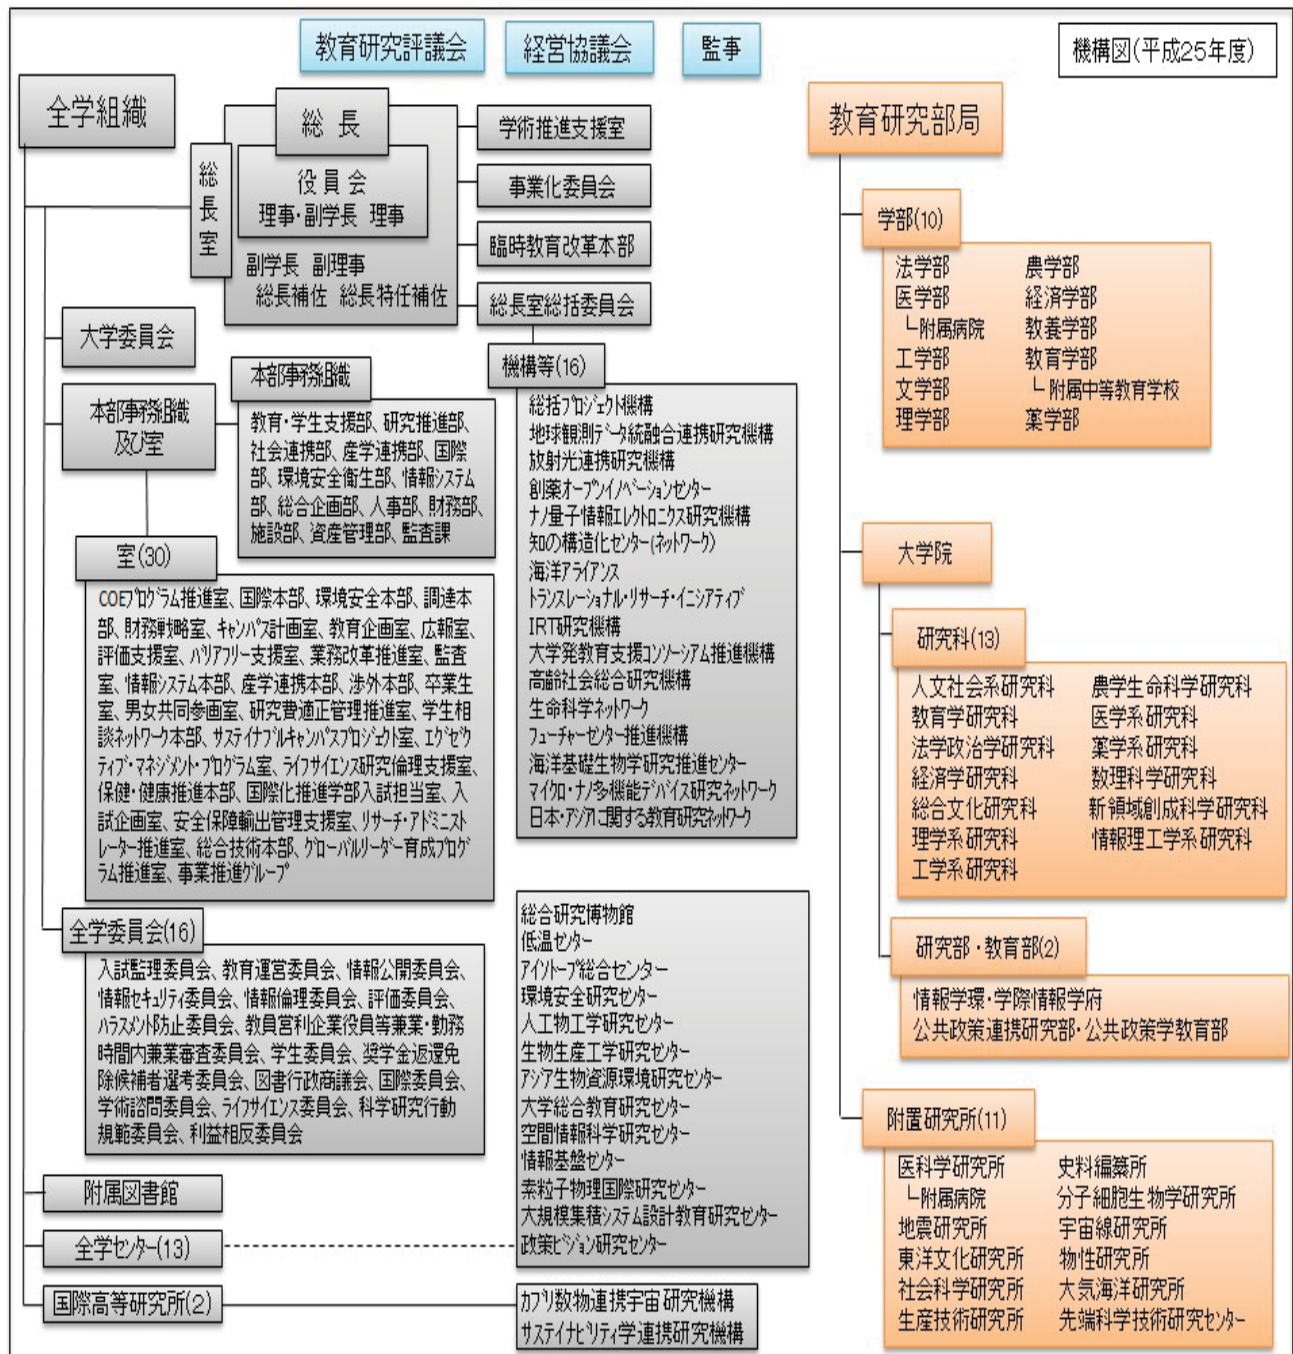 教育研究評議会
経営協議会
監事
機構図(平成25年度)
全学組織
総長室
総 長
役 員 会
理事・副学長 理事
副学長 副理事
総長補佐 総長特任補佐
学術推進支援室
事業化委員会
臨時教育改革本部
総長室総括委員会
機構等(16)
総括プロジェクト機構
地球観測データ統融合連携研究機構
放射光連携研究機構
創薬オープンイノベーションセンター
ナノ量子情報エレクトロニクス研究機構
知の構造化センター(ネットワーク)
海洋アライアンス
トランスレーショナル・リサーチ・イニシアティブ
IRT研究機構
大学発教育支援コンソーシアム推進機構
高齢社会総合研究機構
生命科学ネットワーク
フューチャーセンター推進機構
海洋基礎生物学研究推進センター
マイクロ・ナノ多機能デバイス研究ネットワーク
日本・アジアに関する教育研究ネットワーク
大学委員会
本部事務組織
及び室
本部事務組織
教育・学生支援部、研究推進部、
社会連携部、産学連携部、国際
部、環境安全衛生部、情報システム
部、総合企画部、人事部、財務部、
施設部、資産管理部、監査課
室(30)
COEプログラム推進室、国際本部、環境安全本部、調達本
部、財務戦略室、キャンパス計画室、教育企画室、広報室、
評価支援室、バリアフリー支援室、業務改革推進室、監査
室、情報システム本部、産学連携本部、渉外本部、卒業生
室、男女共同参画室、研究費適正管理推進室、学生相
談ネットワーク本部、サステイナブルキャンパスプロジェクト室、エグゼク
ティブ・マネジメント・プログラム室、ライフサイエンス研究倫理支援室、
保健・健康推進本部、国際化推進学部入試担当室、入
試企画室、安全保障輸出管理支援室、リサーチ・アドミニスト
レーター推進室、総合技術本部、グローバルリーダー育成プログ
ラム推進室、事業推進グループ
全学委員会(16)
入試監理委員会、教育運営委員会、情報公開委員会、
情報セキュリティ委員会、情報倫理委員会、評価委員会、
ハラスメント防止委員会、教員営利企業役員等兼業・勤務
時間内兼業審査委員会、学生委員会、奨学金返還免
除候補者選考委員会、図書行政商議会、国際委員会、
学術諮問委員会、ライフサイエンス委員会、科学研究行動
規範委員会、利益相反委員会
附属図書館
全学センター(13)
総合研究博物館
低温センター
アイソトープ総合センター
環境安全研究センター
人工物工学研究センター
生物生産工学研究センター
アジア生物資源環境研究センター
大学総合教育研究センター
空間情報科学研究センター
情報基盤センター
素粒子物理国際研究センター
大規模集積システム設計教育研究センター
政策ビジョン研究センター
国際高等研究所(2)
カブリ数物連携宇宙研究機構
サステイナビリティ学連携研究機構
教育研究部局
学部(10)
法学部
医学部
└附属病院
工学部
文学部
理学部
農学部
経済学部
教養学部
教育学部
└ 附属中等教育学校
薬学部
大学院
研究科(13)
人文社会系研究科
教育学研究科
法学政治学研究科
経済学研究科
総合文化研究科
理学系研究科
工学系研究科
農学生命科学研究科
医学系研究科
薬学系研究科
数理科学研究科
新領域創成科学研究科
情報理工学系研究科
研究部・教育部(2)
情報学環・学際情報学府
公共政策連携研究部・公共政策学教育部
附置研究所(11)
医科学研究所
└附属病院
地震研究所
東洋文化研究所
社会科学研究所
生産技術研究所
史料編纂所
分子細胞生物学研究所
宇宙線研究所
物性研究所
大気海洋研究所
先端科学技術研究センター